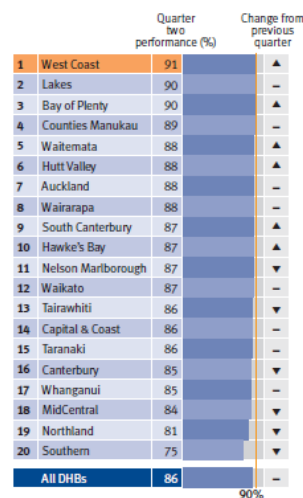 Quarter two performance (%)
Change from previous quarter
1 West Coast 91 ▲
2 Lakes 90 –
3 Bay of Plenty 90 ▲
4 Counties Manukau 89 –
5 Waitemata 88 ▲
6 Hutt Valley 88 ▲
7 Auckland 88 –
8 Wairarapa 88 –
9 South Canterbury 87 ▲
10 Hawke's Bay 87 ▲
11 Nelson Marlborough 87 ▼
12 Waikato 87 –
13 Tairawhiti 86 ▼
14 Capital & Coast 86 –
15 Taranaki 86 –
16 Canterbury 85 ▼
17 Whanganui 85 –
18 MidCentral 84 ▼
19 Northland 81 ▼
20 Southern 75 ▼
All DHBs 86 –
90%